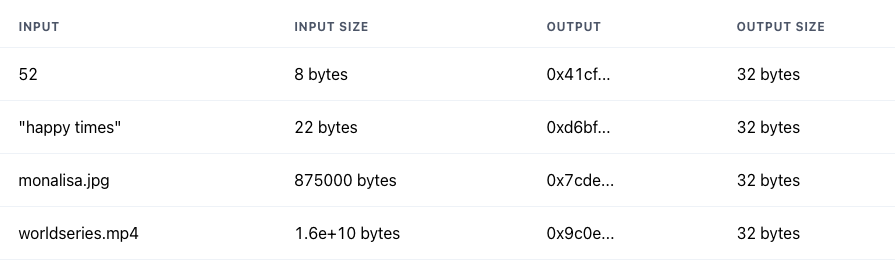 INPUT INPUT SIZE OUTPUT OUTPUT SIZE
52 8 bytes 0x41cf... 32 bytes
"happy times" 22 bytes 0xd6bf... 32 bytes
monalisa.jpg 875000 bytes 0x7cde... 32 bytes
worldseries.mp4 1.6e+10 bytes 0x9c0e... 32 bytes